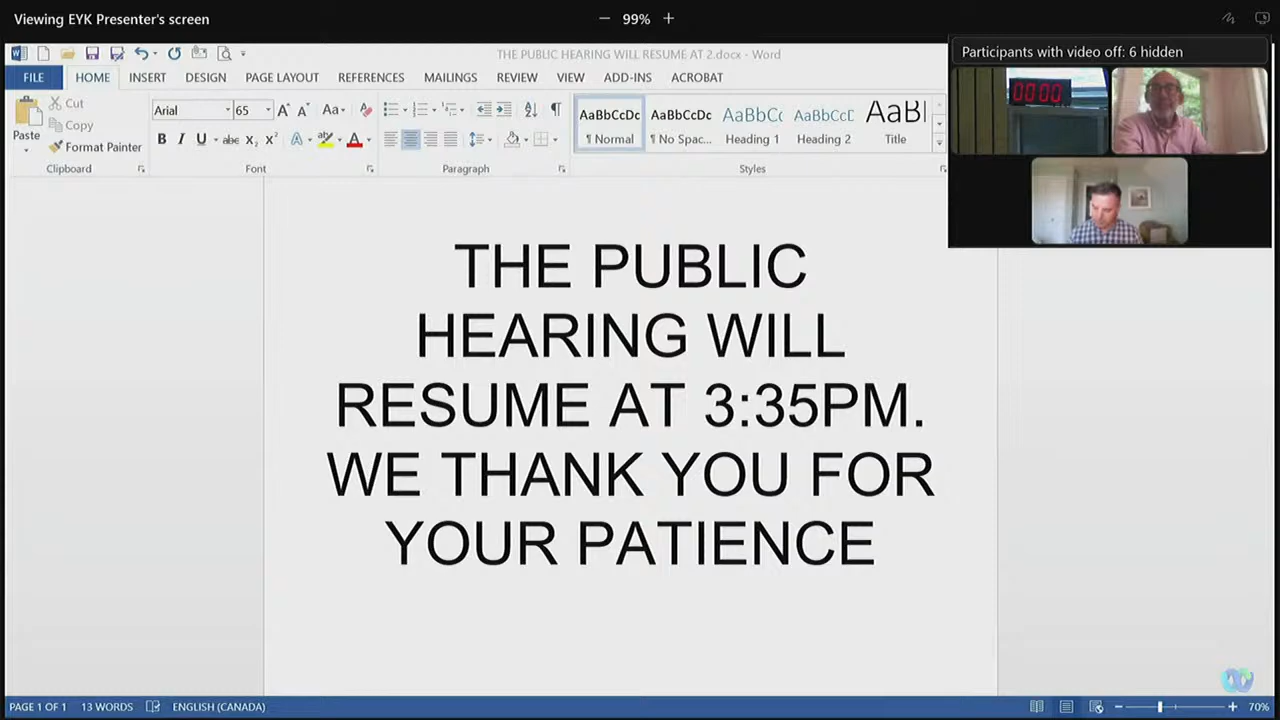 Viewing EYK Presenter's screen
99%
Participants with video off: 6 hidden
00:00
THE PUBLIC HEARING WILL RESUME AT 2.docx - Word
FILE HOME INSERT DESIGN PAGE LAYOUT REFERENCES MAILINGS REVIEW VIEW ADD-INS ACROBAT
Cut
Copy
Format Painter
Paste
Clipboard
Arial 65
Font
Paragraph
AaBbCcDc AaBbCcDc AaBbCc AaBbCcD AaBl
¶ Normal ¶ No Spac... Heading 1 Heading 2 Title
Styles
THE PUBLIC
HEARING WILL
RESUME AT 3:35PM.
WE THANK YOU FOR
YOUR PATIENCE
PAGE 1 OF 1 13 WORDS ENGLISH (CANADA)
70%